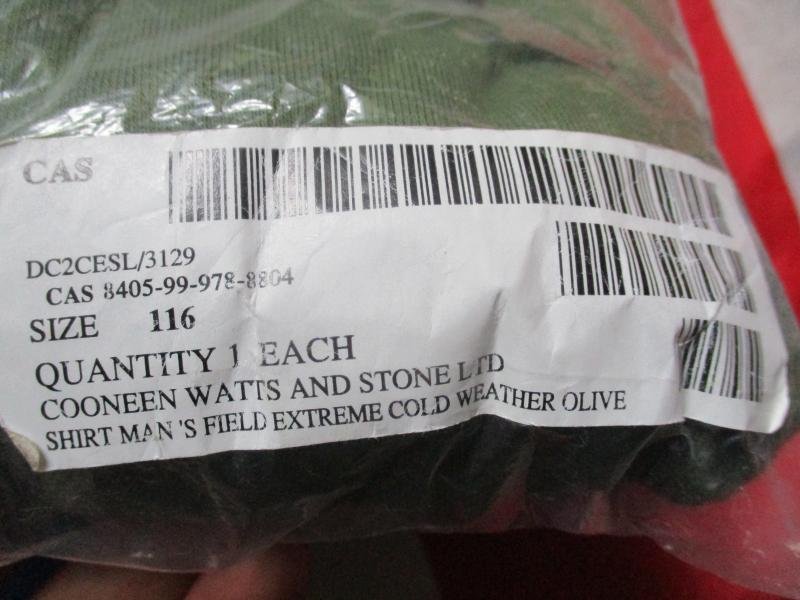 CAS
DC2CESL/3129
CAS 8405-99-978-8804
SIZE 116
QUANTITY 1 EACH
COONEEN WATTS AND STONE LTD
SHIRT MAN 'S FIELD EXTREME COLD WEATHER OLIVE